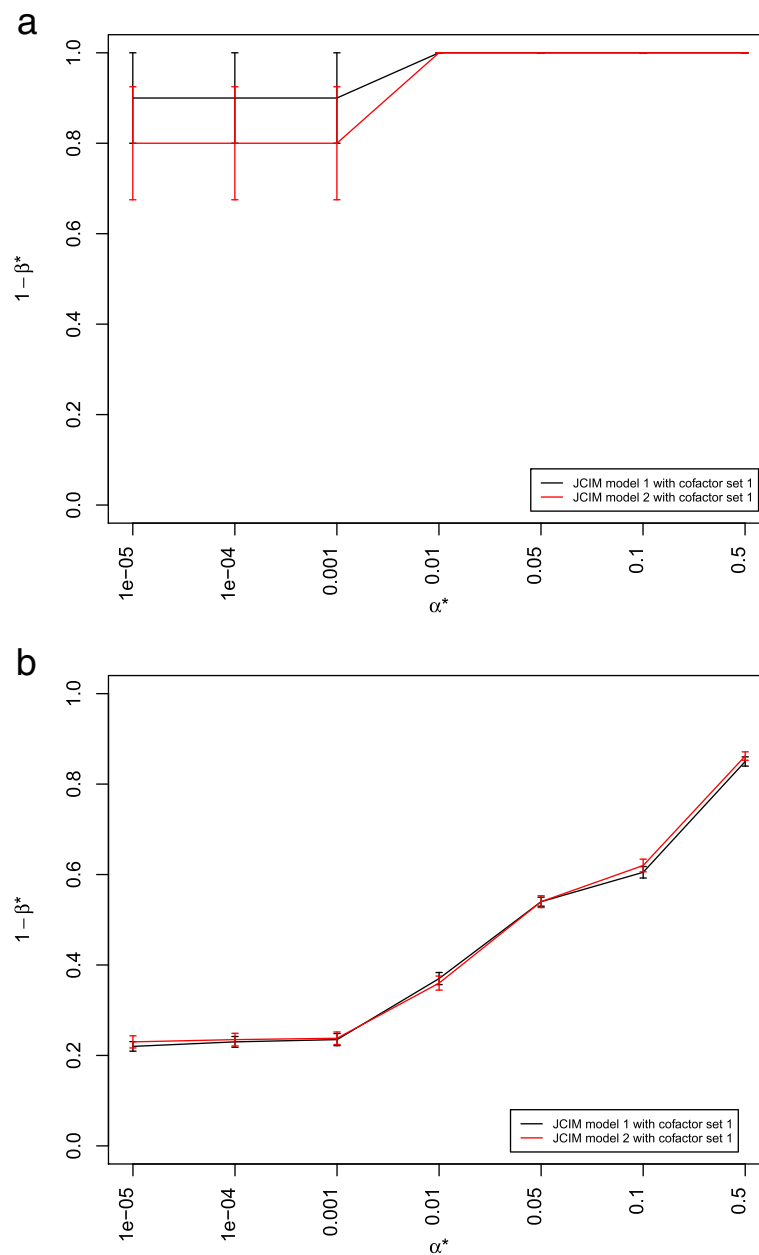 a
1.0
0.8
0.6
0.4
0.2
0.0
1−β*
JCIM model 1 with cofactor set 1
JCIM model 2 with cofactor set 1
1e−05
1e−04
0.001
0.01
0.05
0.1
0.5
α*
b
1.0
0.8
0.6
0.4
0.2
0.0
1−β*
JCIM model 1 with cofactor set 1
JCIM model 2 with cofactor set 1
1e−05
1e−04
0.001
0.01
0.05
0.1
0.5
α*